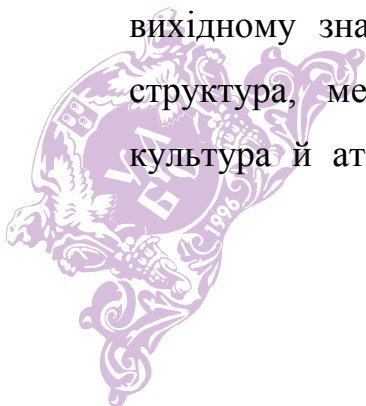 вихідному зна
структура, ме
культура й ат
1996